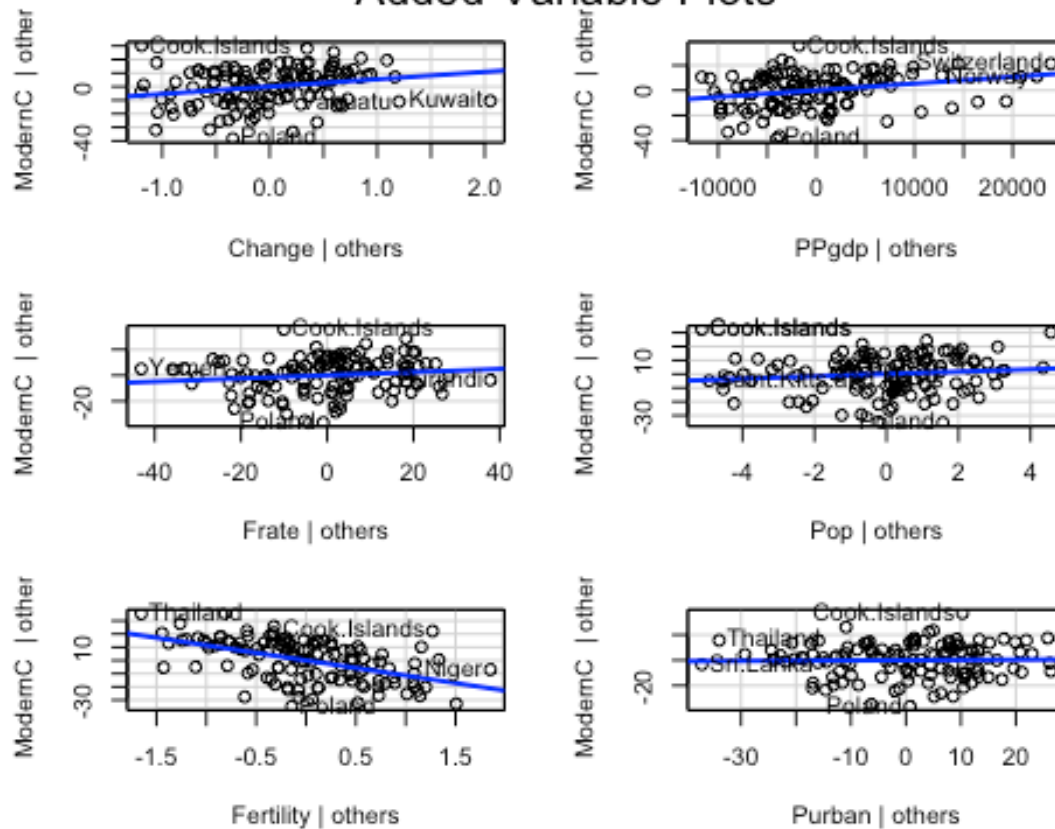 Added-Variable Plots
ModernC | other
Cook.Islands
Kuwait
Poland
0
-40
-1.0 0.0 1.0 2.0
Change | others
ModernC | other
Cook.Islands
Switzerland
Norway
Poland
0
-40
-10000 0 10000 20000
PPgdp | others
ModernC | other
Cook.Islands
Poland
-20
-40 -20 0 20 40
Frate | others
ModernC | other
Cook.Islands
Poland
10
-30
-4 -2 0 2 4
Pop | others
ModernC | other
Thailand
Cook.Islands
Niger
Poland
10
-30
-1.5 -0.5 0.5 1.5
Fertility | others
ModernC | other
Cook.Islands
Thailand
Sri.Lanka
Poland
-20
-30 -10 0 10 20
Purban | others